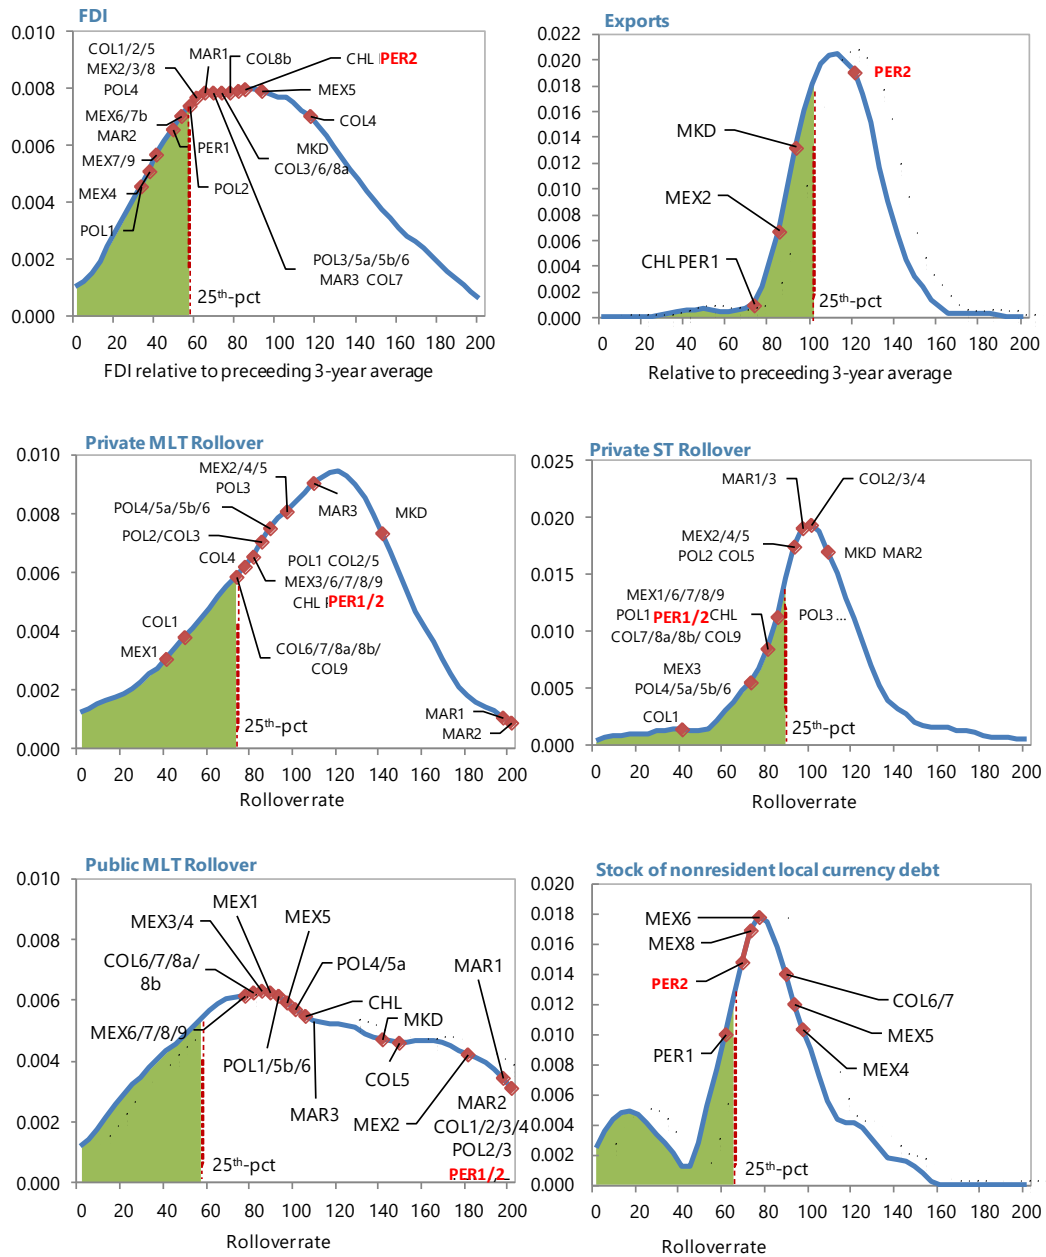 FDI
0.010
0.008
0.006
0.004
0.002
0.000
COL1/2/5
MEX2/3/8
POL4
MAR1
COL8b
CHL PER2
MEX5
COL4
MEX6/7b
MAR2
PER1
MKD
COL3/6/8a
MEX7/9
POL2
MEX4
POL1
POL3/5a/5b/6
MAR3 COL7
25th-pct
0 20 40 60 80 100 120 140 160 180 200
FDI relative to preceeding 3-year average
Exports
0.022
0.020
0.018
0.016
0.014
0.012
0.010
0.008
0.006
0.004
0.002
0.000
PER2
MKD
MEX2
CHL PER1
25th-pct
0 20 40 60 80 100 120 140 160 180 200
Relative to preceeding 3-year average
Private MLT Rollover
0.010
0.008
0.006
0.004
0.002
0.000
MEX2/4/5
POL3
MAR3
MKD
POL4/5a/5b/6
POL2/COL3
COL4
POL1 COL2/5
MEX3/6/7/8/9
CHL PER1/2
COL1
MEX1
COL6/7/8a/8b/
COL9
MAR1
MAR2
25th-pct
0 20 40 60 80 100 120 140 160 180 200
Rollover rate
Private ST Rollover
0.025
0.020
0.015
0.010
0.005
0.000
MAR1/3
COL2/3/4
MEX2/4/5
POL2 COL5
MKD MAR2
MEX1/6/7/8/9
POL1 PER1/2 CHL
COL7/8a/8b/ COL9
POL3 ...
MEX3
POL4/5a/5b/6
COL1
25th-pct
0 20 40 60 80 100 120 140 160 180 200
Rollover rate
Public MLT Rollover
0.010
0.008
0.006
0.004
0.002
0.000
MEX1
MEX3/4
MEX5
COL6/7/8a/
8b
POL4/5a
MAR1
CHL
MKD
MEX6/7/8/9
POL1/5b/6
COL5
MAR3
MEX2
MAR2
COL1/2/3/4
POL2/3
PER1/2
25th-pct
0 20 40 60 80 100 120 140 160 180 200
Rollover rate
Stock of nonresident local currency debt
0.020
0.018
0.016
0.014
0.012
0.010
0.008
0.006
0.004
0.002
0.000
MEX6
MEX8
PER2
COL6/7
MEX5
PER1
MEX4
25th-pct
0 20 40 60 80 100 120 140 160 180 200
Rollover rate